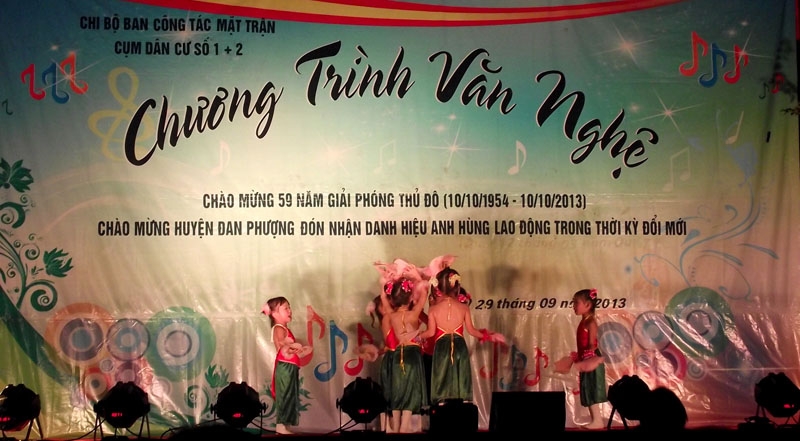 CHI BỘ BAN CÔNG TÁC MẶT TRẬN
CỤM DÂN CƯ SỐ 1 + 2
Chương Trình Văn Nghệ
CHÀO MỪNG 59 NĂM GIẢI PHÓNG THỦ ĐÔ (10/10/1954 - 10/10/2013)
CHÀO MỪNG HUYỆN ĐAN PHƯỢNG ĐÓN NHẬN DANH HIỆU ANH HÙNG LAO ĐỘNG TRONG THỜI KỲ ĐỔI MỚI
29 tháng 09 2013